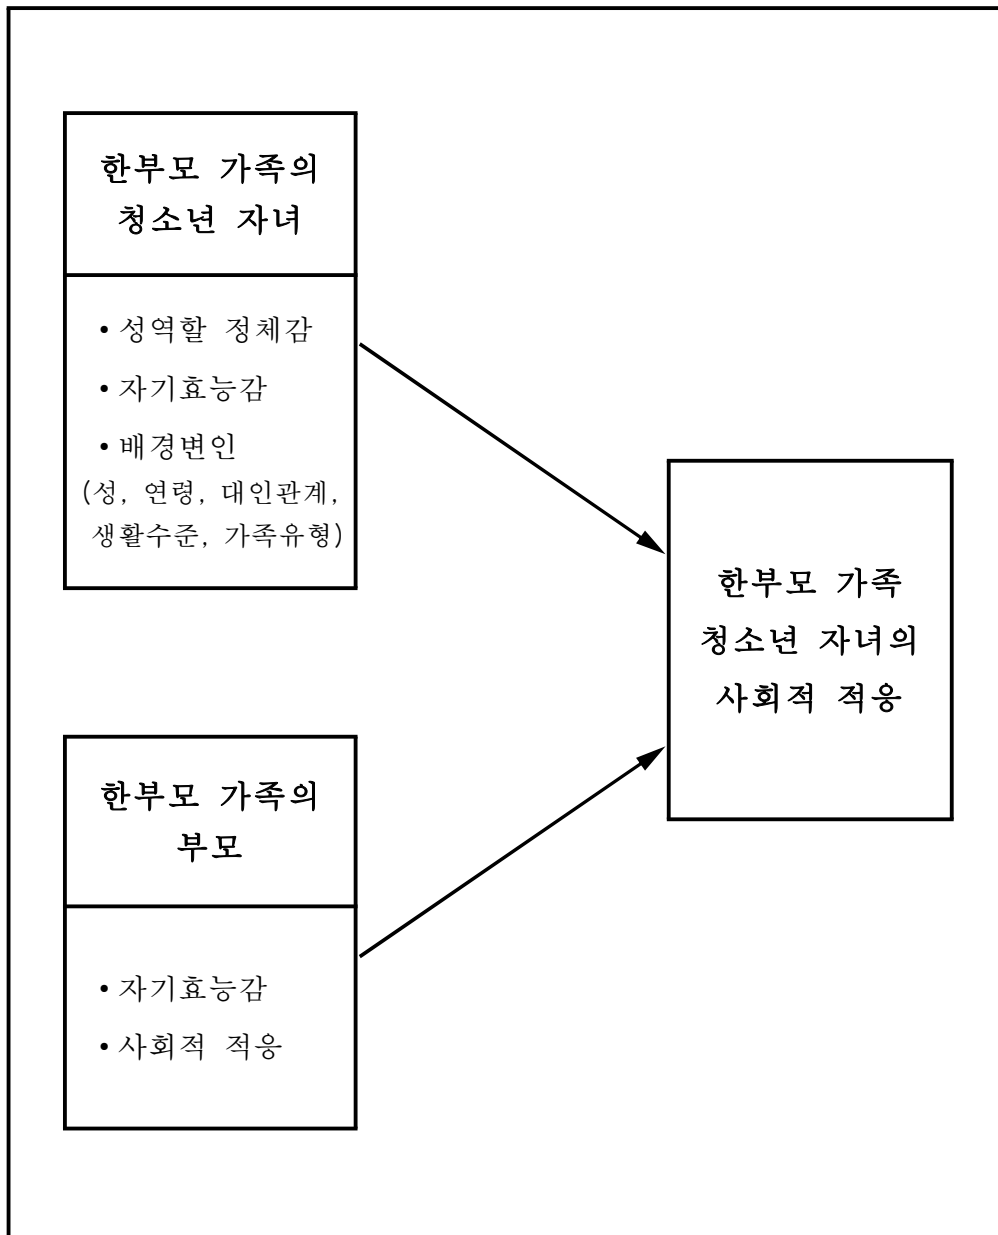 한부모 가족의
청소년 자녀
• 성역할 정체감
• 자기효능감
• 배경변인
(성, 연령, 대인관계,
생활수준, 가족유형)
한부모 가족
청소년 자녀의
사회적 적응
한부모 가족의
부모
• 자기효능감
• 사회적 적응